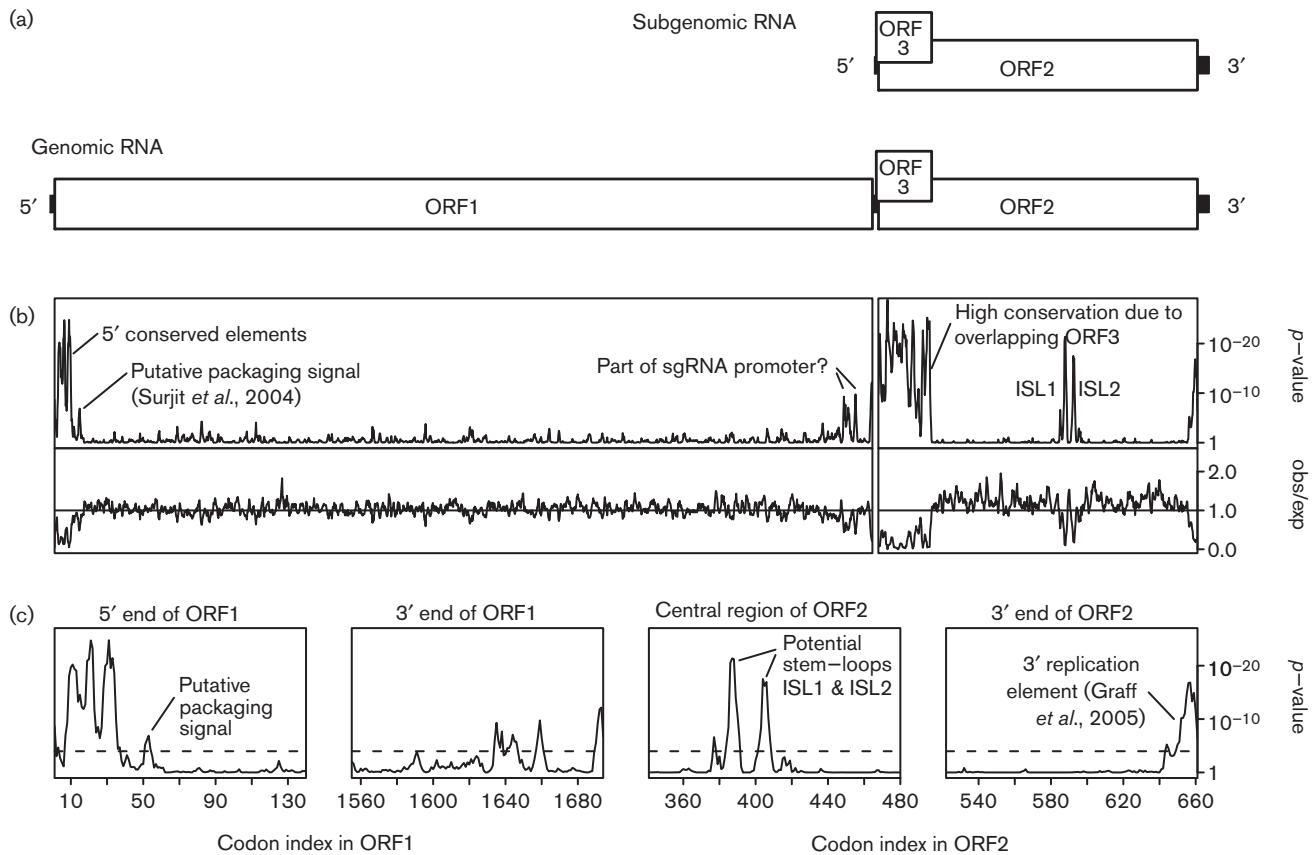 (a)
Subgenomic RNA
ORF
3
5′
ORF2
3′
Genomic RNA
ORF
3
5′
ORF1
ORF2
3′
(b)
5′ conserved elements
Putative packaging signal
(Surjit et al., 2004)
Part of sgRNA promoter?
High conservation due to
overlapping ORF3
ISL1
ISL2
10−20
10−10
1
p−value
2.0
1.0
0.0
obs/exp
(c)
5′ end of ORF1
3′ end of ORF1
Central region of ORF2
3′ end of ORF2
Putative
packaging
signal
Potential
stem−loops
ISL1 & ISL2
3′ replication
element (Graff
et al., 2005)
10−20
10−10
1
p−value
10 50 90 130
1560 1600 1640 1680
360 400 440 480
540 580 620 660
Codon index in ORF1
Codon index in ORF2